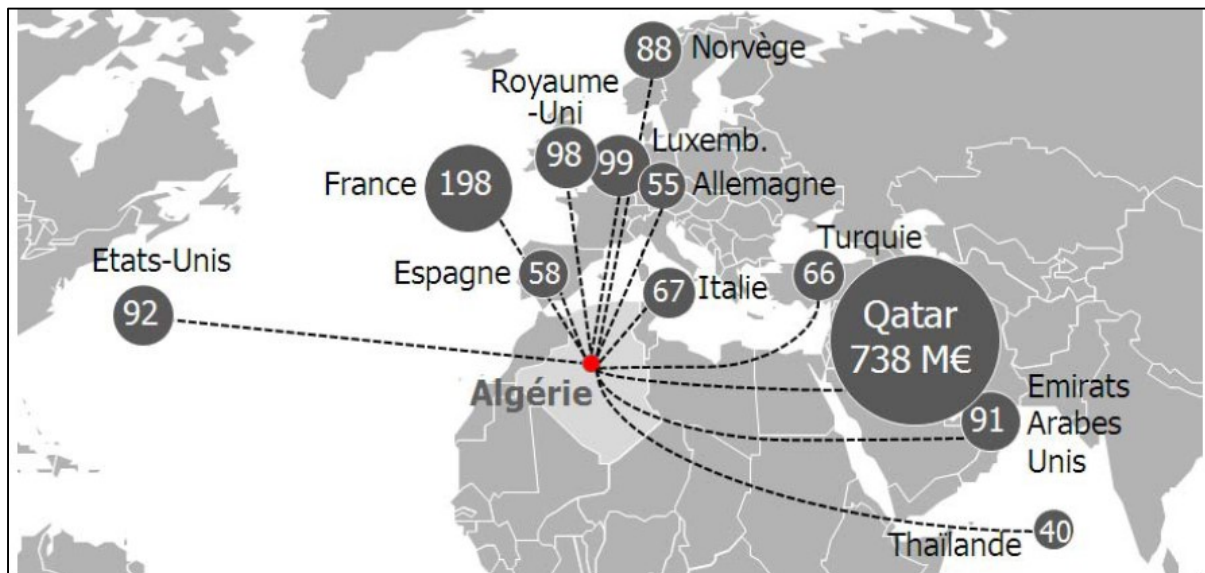 88 Norvège
Royaume
-Uni
98
99
Luxemb.
France 198
55 Allemagne
Etats-Unis
92
Espagne 58
67 Italie
Turquie
66
Qatar
738 M€
Algérie
91
Emirats
Arabes
Unis
Thaïlande 40